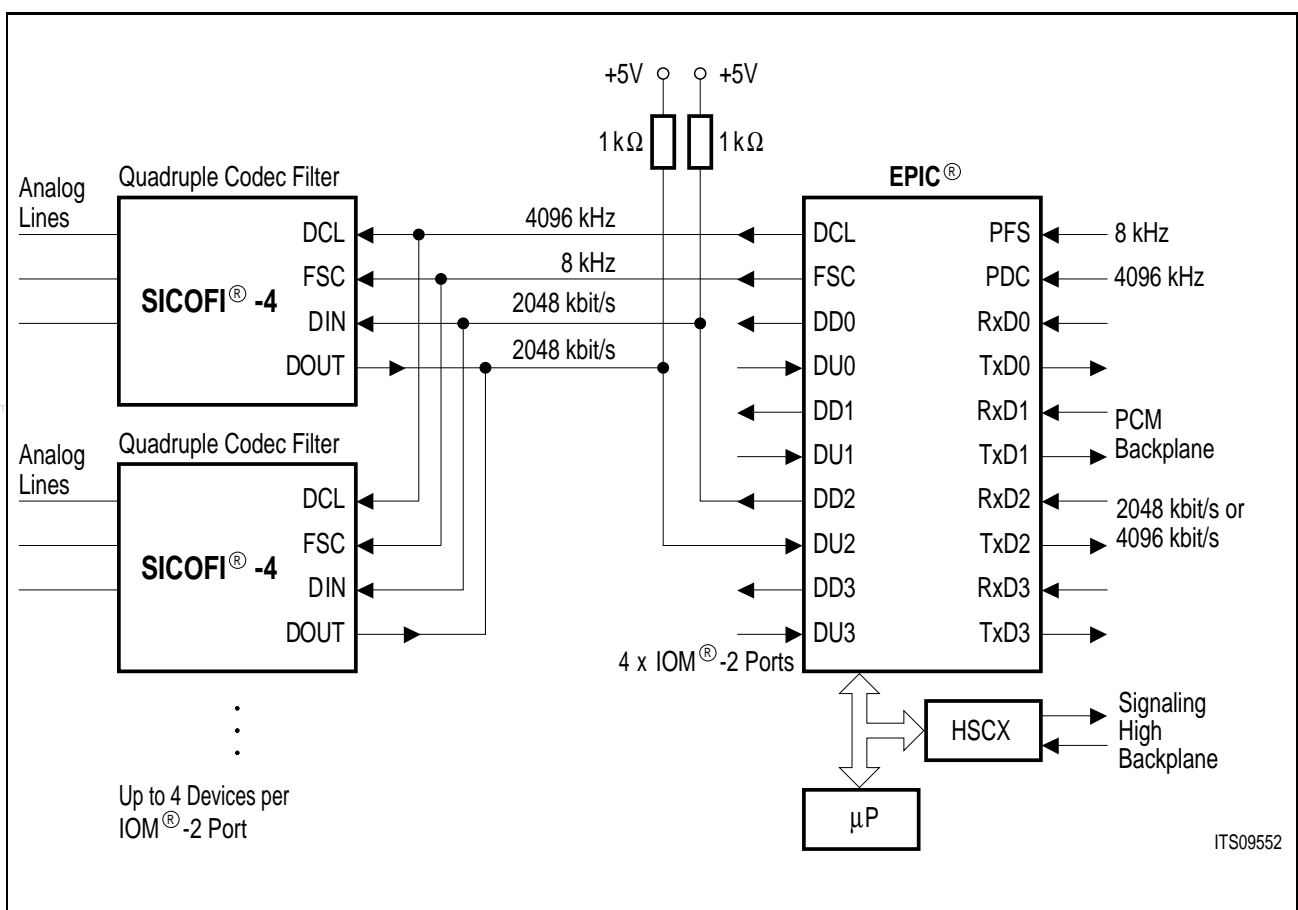 +5V +5V
1 kΩ 1 kΩ
Quadruple Codec Filter
Analog
Lines
SICOFI® -4
DCL
FSC
DIN
DOUT
4096 kHz
8 kHz
2048 kbit/s
2048 kbit/s
Quadruple Codec Filter
Analog
Lines
SICOFI® -4
DCL
FSC
DIN
DOUT
Up to 4 Devices per
IOM®-2 Port
EPIC®
DCL
FSC
DD0
DU0
DD1
DU1
DD2
DU2
DD3
DU3
PFS
PDC
RxD0
TxD0
RxD1
TxD1
RxD2
TxD2
RxD3
TxD3
8 kHz
4096 kHz
PCM
Backplane
2048 kbit/s or
4096 kbit/s
4 x IOM®-2 Ports
HSCX
Signaling
High
Backplane
μP
ITS09552